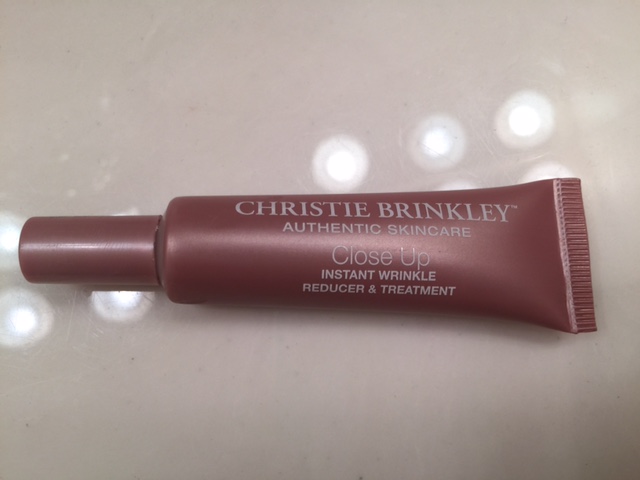 CHRISTIE BRINKLEY™
AUTHENTIC SKINCARE
Close Up
INSTANT WRINKLE
REDUCER & TREATMENT